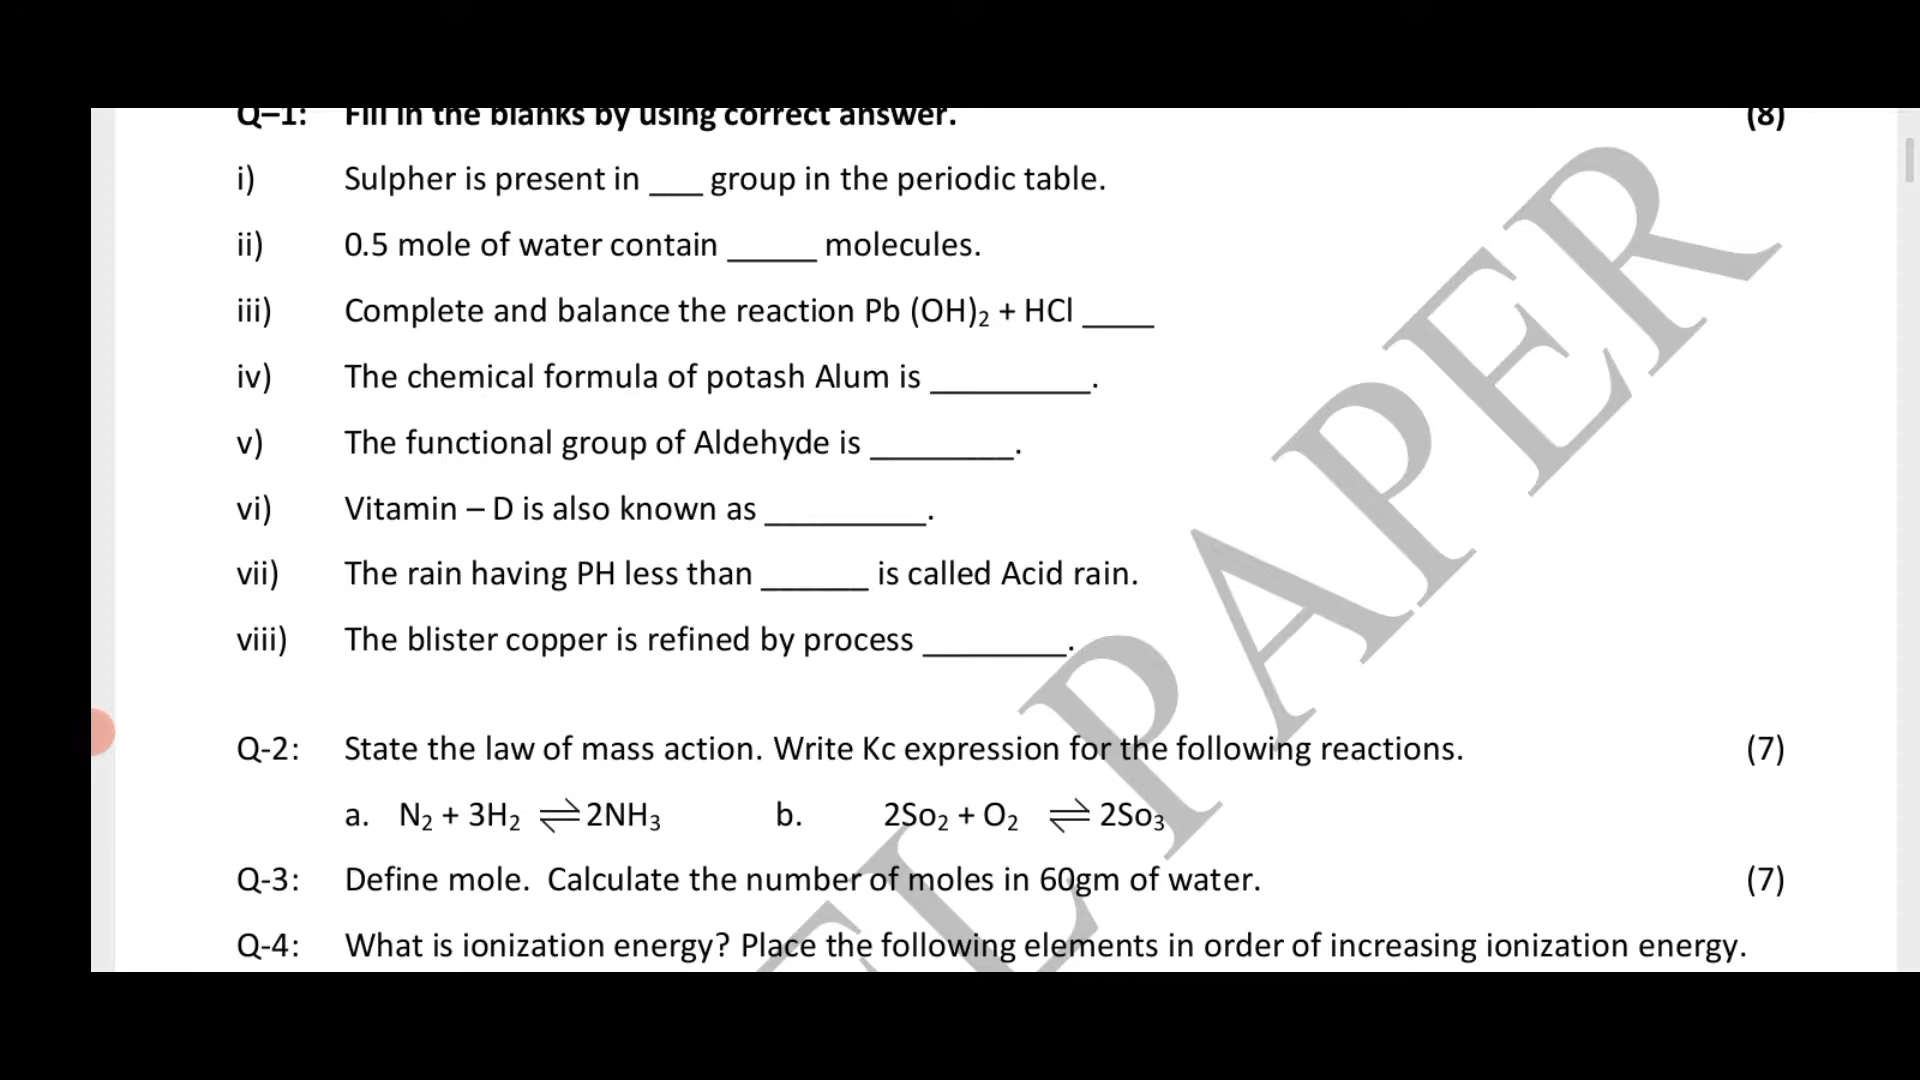 Q–1: Fill in the blanks by using correct answer. (8)
i) Sulpher is present in ___ group in the periodic table.
ii) 0.5 mole of water contain _____ molecules.
iii) Complete and balance the reaction Pb (OH)₂ + HCl ____
iv) The chemical formula of potash Alum is _________.
v) The functional group of Aldehyde is ________.
vi) Vitamin – D is also known as _________.
vii) The rain having PH less than ______ is called Acid rain.
viii) The blister copper is refined by process ________.
Q-2: State the law of mass action. Write Kc expression for the following reactions. (7)
a. N₂ + 3H₂ ⇌ 2NH₃ b. 2So₂ + O₂ ⇌ 2So₃
Q-3: Define mole. Calculate the number of moles in 60gm of water. (7)
Q-4: What is ionization energy? Place the following elements in order of increasing ionization energy.
PAPER